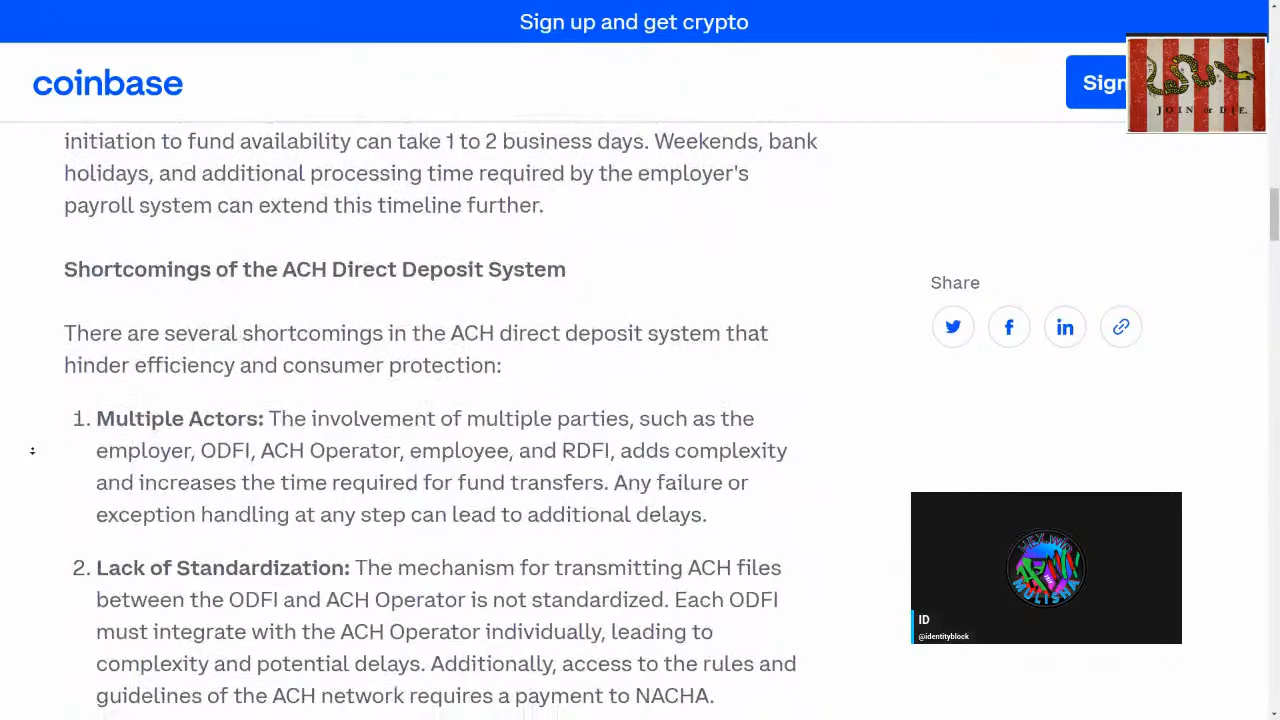 Sign up and get crypto
coinbase
Sign
JOIN or DIE.
initiation to fund availability can take 1 to 2 business days. Weekends, bank
holidays, and additional processing time required by the employer's
payroll system can extend this timeline further.
Shortcomings of the ACH Direct Deposit System
Share
There are several shortcomings in the ACH direct deposit system that
hinder efficiency and consumer protection:
1. Multiple Actors: The involvement of multiple parties, such as the
employer, ODFI, ACH Operator, employee, and RDFI, adds complexity
and increases the time required for fund transfers. Any failure or
exception handling at any step can lead to additional delays.
2. Lack of Standardization: The mechanism for transmitting ACH files
between the ODFI and ACH Operator is not standardized. Each ODFI
must integrate with the ACH Operator individually, leading to
complexity and potential delays. Additionally, access to the rules and
guidelines of the ACH network requires a payment to NACHA.
HEX.WIN
MULISHA
ID
@identityblock